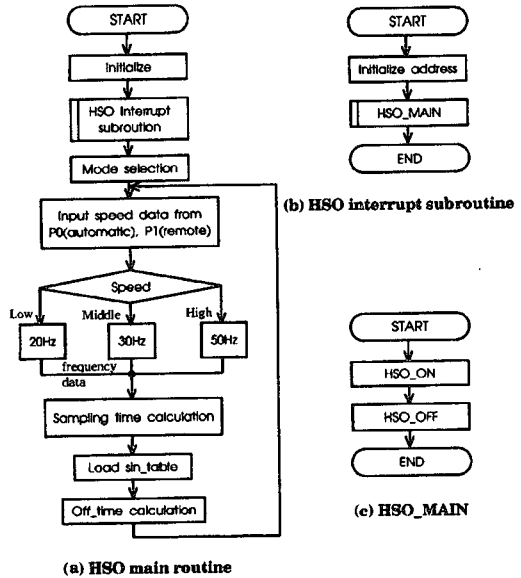 START
Initialize
HSO Interrupt
subroution
Mode selection
Input speed data from
P0(automatic), P1(remote)
Speed
Low
Middle
High
20Hz
30Hz
50Hz
frequency
data
Sampling time calculation
Load sin_table
Off_time calculation
(a) HSO main routine
START
Initialize address
HSO_MAIN
END
(b) HSO interrupt subroutine
START
HSO_ON
HSO_OFF
END
(c) HSO_MAIN